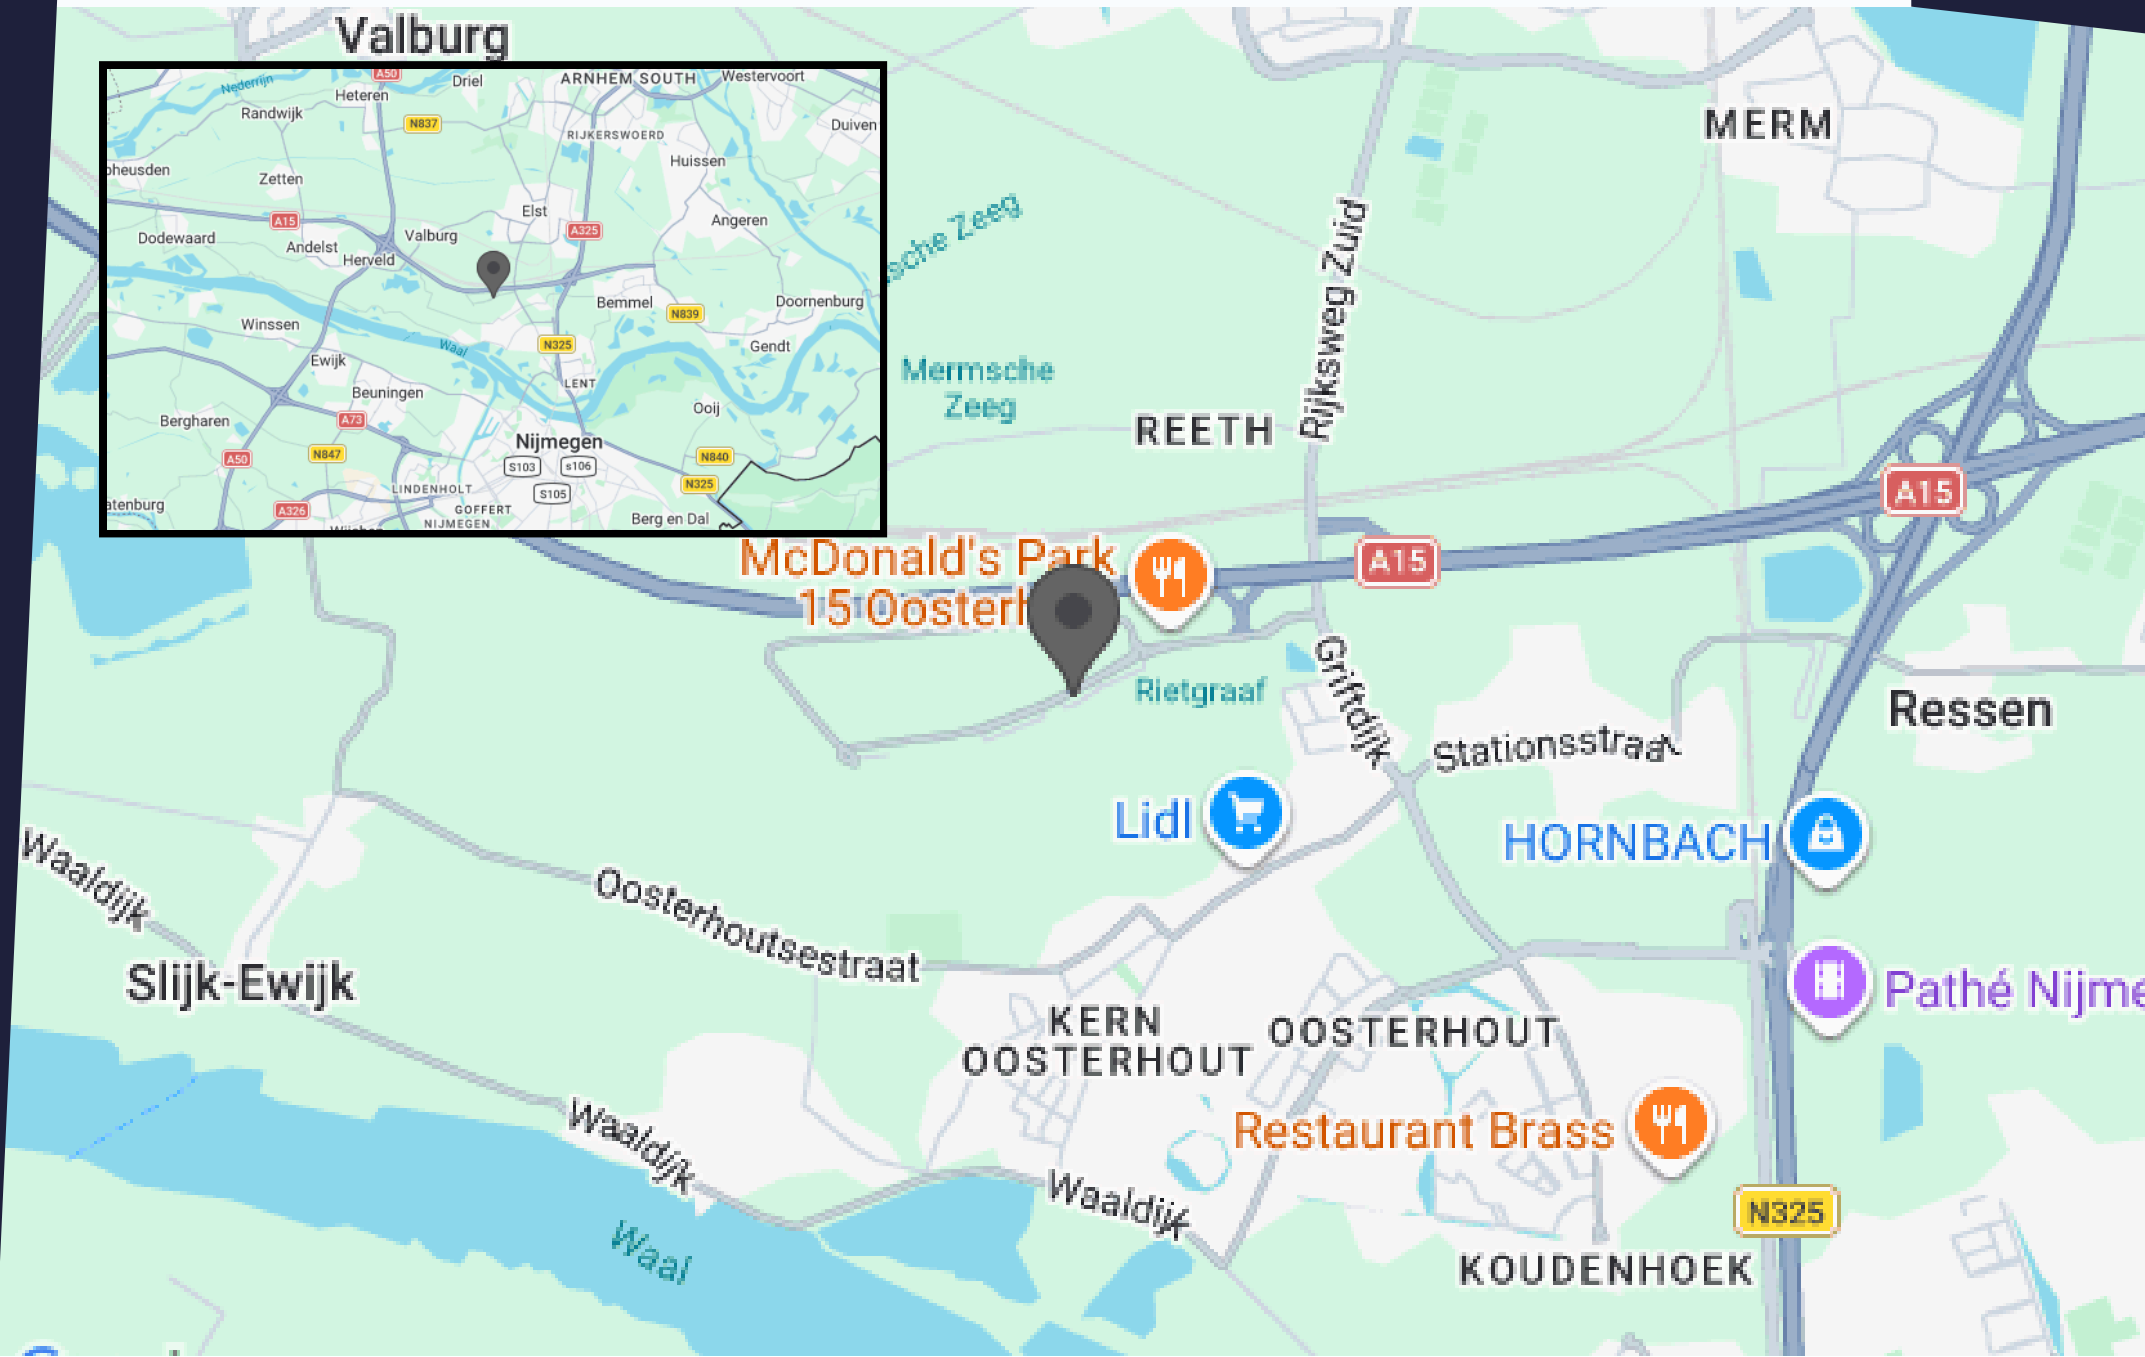 Valburg
A50
Driel
ARNHEM SOUTH
Westervoort
Nederrijn
Heteren
Randwijk
N837
RIJKERSWOERD
Duiven
Huissen
Zetten
Elst
A15
Angeren
A325
Dodewaard
Andelst
Valburg
Herveld
Bemmel
Doornenburg
N839
Winssen
Waal
N325
Gendt
Ewijk
LENT
Beuningen
Ooij
Bergharen
A73
Nijmegen
A50
N847
S103
s106
N840
N325
LINDENHOLT
S105
A326
GOFFERT
NIJMEGEN
Berg en Dal
MERM
Rijksweg Zuid
Mermsche
Zeeg
REETH
A15
McDonald's Park
A15
15 Oosterh
Rietgraaf
Griftdijk
Ressen
Stationsstraat
Lidl
HORNBACH
Waaldijk
Oosterhoutsestraat
Slijk-Ewijk
Pathé Nijme
KERN
OOSTERHOUT
OOSTERHOUT
Waaldijk
Restaurant Brass
Waaldijk
N325
Waal
KOUDENHOEK